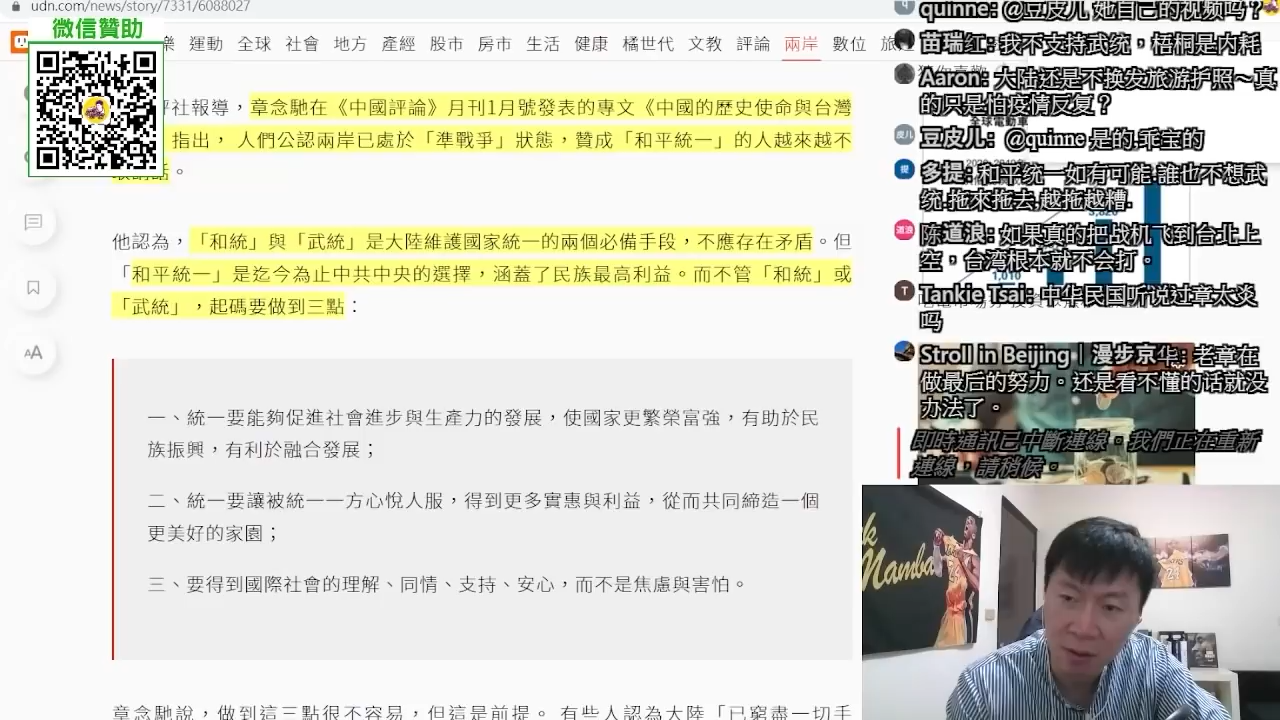 udn.com/news/story/7331/6088027
微信贊助
運動 全球 社會 地方 產經 股市 房市 生活 健康 橘世代 文教 評論 兩岸 數位 旅
評社報導，章念馳在《中國評論》月刊1月號發表的專文《中國的歷史使命與台灣
指出， 人們公認兩岸已處於「準戰爭」狀態，贊成「和平統一」的人越來越不
他認為，「和統」與「武統」是大陸維護國家統一的兩個必備手段，不應存在矛盾。但
「和平統一」是迄今為止中共中央的選擇，涵蓋了民族最高利益。而不管「和統」或
「武統」，起碼要做到三點：
一、統一要能夠促進社會進步與生產力的發展，使國家更繁榮富強，有助於民
族振興，有利於融合發展；
二、統一要讓被統一一方心悅人服，得到更多實惠與利益，從而共同締造一個
更美好的家園；
三、要得到國際社會的理解、同情、支持、安心，而不是焦慮與害怕。
章念馳說，做到這三點很不容易，但這是前提。 有些人認為大陸「已窮盡一切手
AA
quinne: @豆皮儿 她自己的视频吗？
苗瑞红: 我不支持武统，梧桐是内耗
Aaron: 大陆还是不换发旅游护照～真
的只是怕疫情反复？
全球電動車
豆皮儿: @quinne 是的,乖宝的
多提: 和平统一如有可能.誰也不想武
统.拖來拖去,越拖越糟.
陈道浪: 如果真的把战机飞到台北上
空，台湾根本就不会打。
1,010
Tankie Tsai: 中华民国听说过章太炎
吗
Stroll in Beijing｜漫步京华: 老章在
做最后的努力。还是看不懂的话就没
办法了。
即時通訊已中斷連線。我們正在重新
連線，請稍候。
Mamba
24